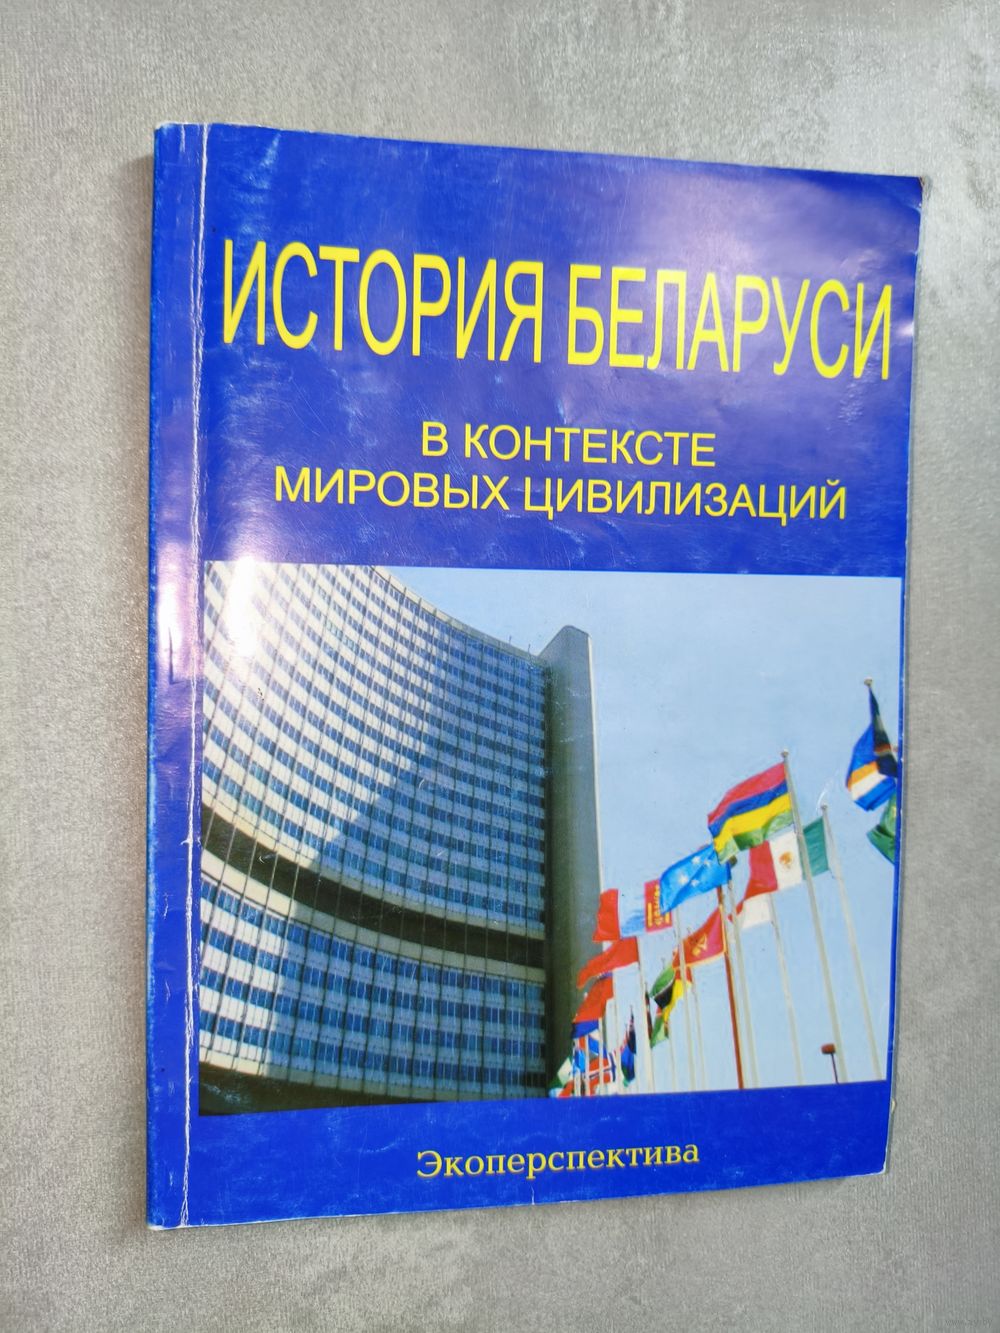 ИСТОРИЯ БЕЛАРУСИ
В КОНТЕКСТЕ
МИРОВЫХ ЦИВИЛИЗАЦИЙ
Экоперспектива